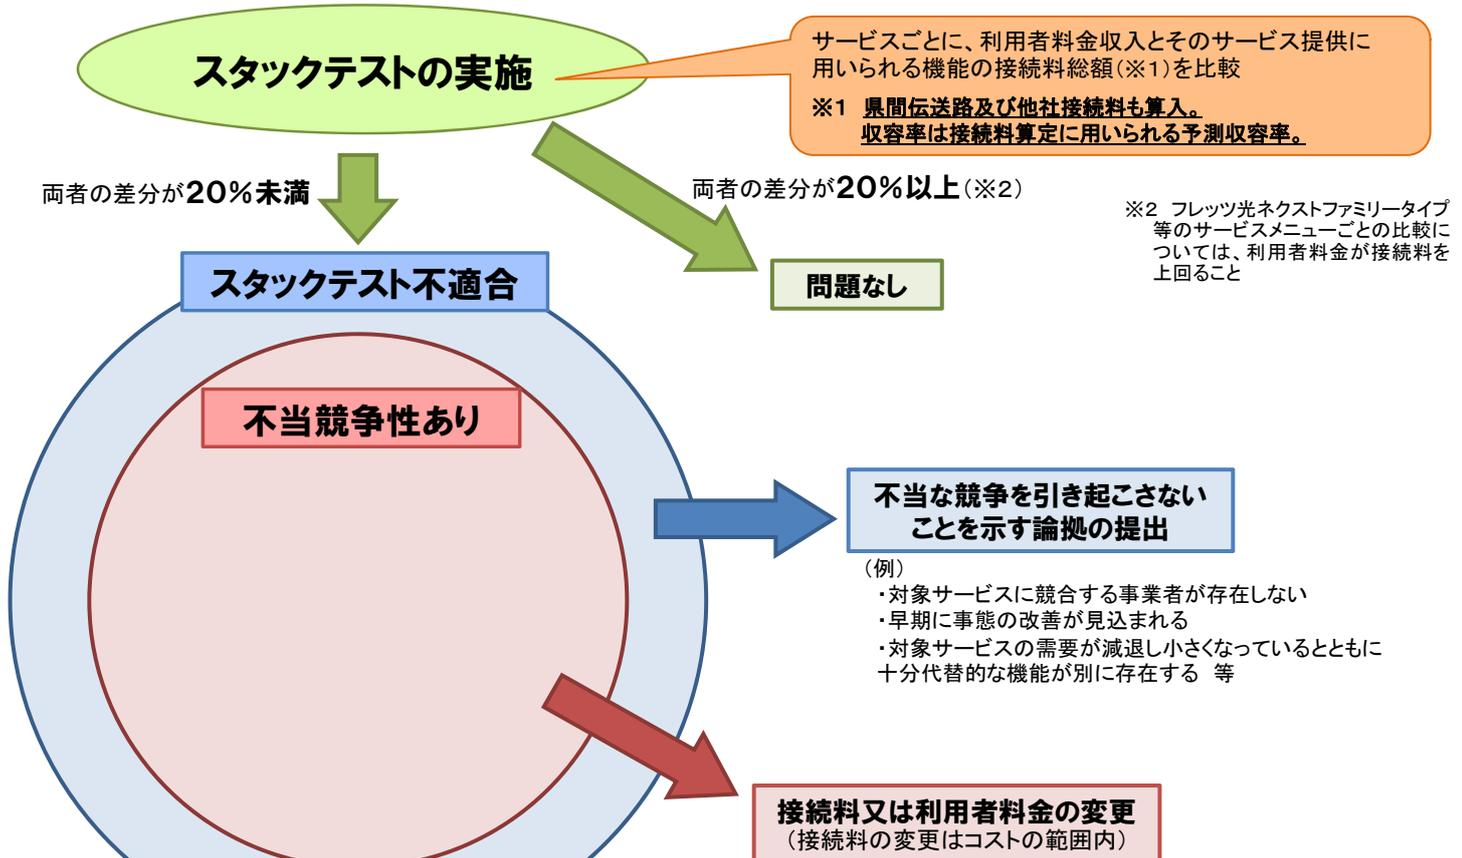 スタックテストの実施
サービスごとに、利用者料金収入とそのサービス提供に
用いられる機能の接続料総額(※1)を比較
※1　県間伝送路及び他社接続料も算入。
収容率は接続料算定に用いられる予測収容率。
両者の差分が20%未満
両者の差分が20%以上(※2)
※2　フレッツ光ネクストファミリータイプ
等のサービスメニューごとの比較に
ついては、利用者料金が接続料を
上回ること
スタックテスト不適合
問題なし
不当競争性あり
不当な競争を引き起こさない
ことを示す論拠の提出
(例)
・対象サービスに競合する事業者が存在しない
・早期に事態の改善が見込まれる
・対象サービスの需要が減退し小さくなっているとともに
十分代替的な機能が別に存在する　等
接続料又は利用者料金の変更
(接続料の変更はコストの範囲内)